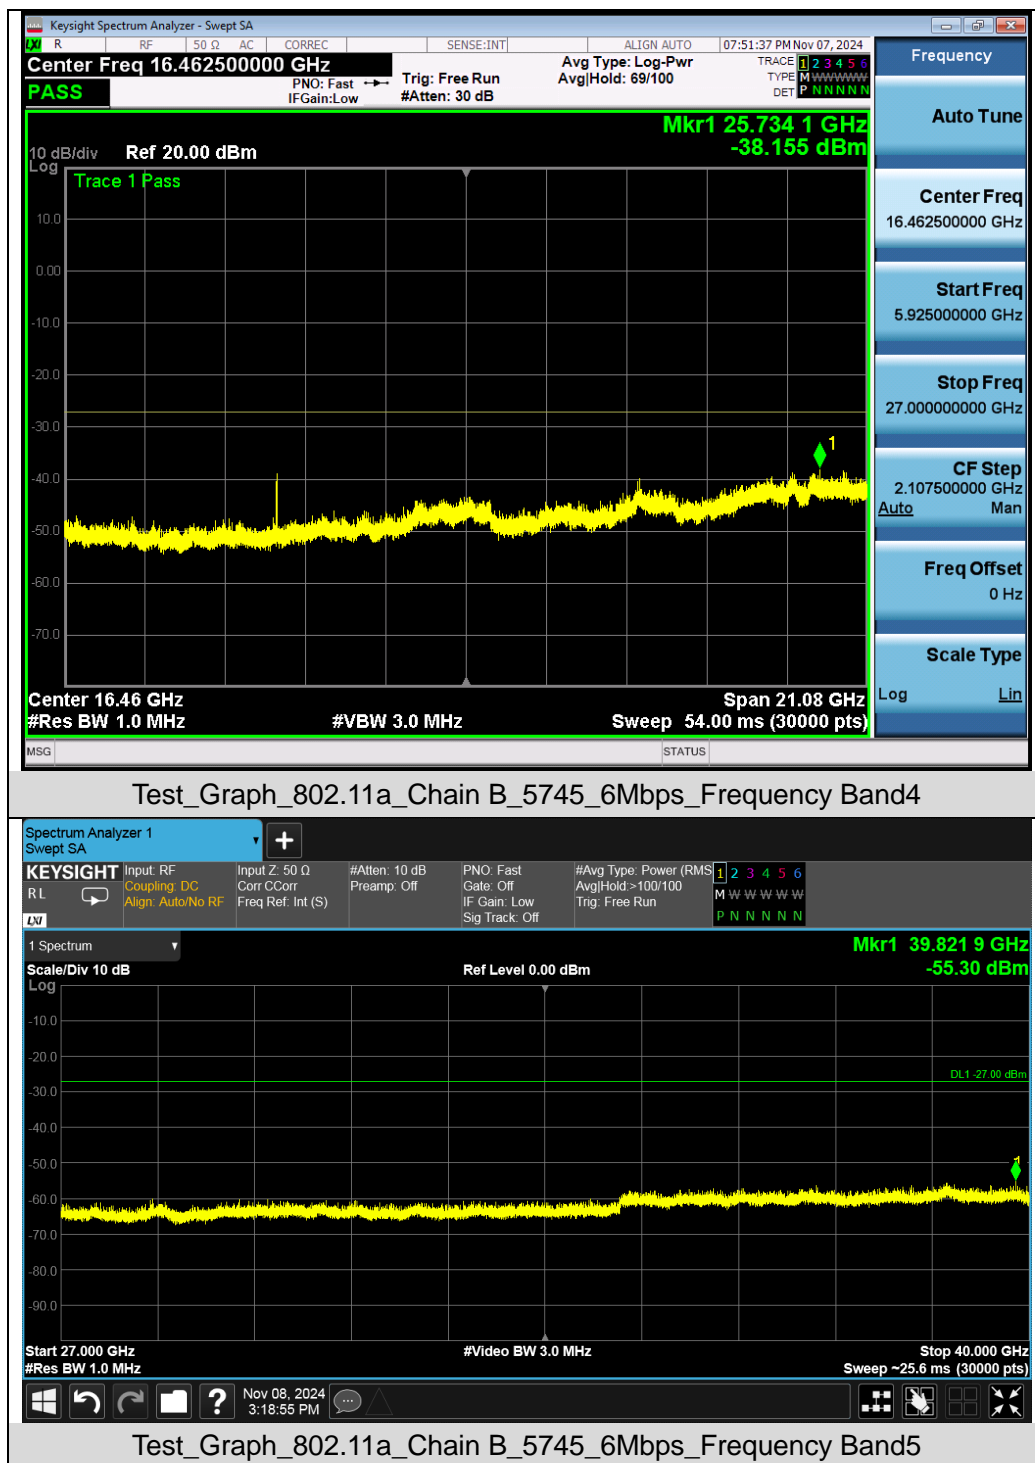 Keysight Spectrum Analyzer - Swept SA
LXI R RF 50 Ω AC CORREC SENSE:INT ALIGN AUTO 07:51:37 PM Nov 07, 2024
Center Freq 16.462500000 GHz
PNO: Fast
IFGain:Low
Trig: Free Run
#Atten: 30 dB
Avg Type: Log-Pwr
Avg|Hold: 69/100
TRACE 1 2 3 4 5 6
TYPE M W W W W W
DET P N N N N N
PASS
Mkr1 25.734 1 GHz
-38.155 dBm
10 dB/div Ref 20.00 dBm
Log
Trace 1 Pass
10.0
0.00
-10.0
-20.0
-30.0
1
-40.0
-50.0
-60.0
-70.0
Center 16.46 GHz Span 21.08 GHz
#Res BW 1.0 MHz #VBW 3.0 MHz Sweep 54.00 ms (30000 pts)
MSG STATUS
Frequency
Auto Tune
Center Freq
16.462500000 GHz
Start Freq
5.925000000 GHz
Stop Freq
27.000000000 GHz
CF Step
2.107500000 GHz
Auto Man
Freq Offset
0 Hz
Scale Type
Log Lin
Test_Graph_802.11a_Chain B_5745_6Mbps_Frequency Band4
Spectrum Analyzer 1
Swept SA
+
KEYSIGHT
R L
LXI
Input: RF
Coupling: DC
Align: Auto/No RF
Input Z: 50 Ω
Corr CCorr
Freq Ref: Int (S)
#Atten: 10 dB
Preamp: Off
PNO: Fast
Gate: Off
IF Gain: Low
Sig Track: Off
#Avg Type: Power (RMS
Avg|Hold:>100/100
Trig: Free Run
1 2 3 4 5 6
M W W W W W
P N N N N N
1 Spectrum
Mkr1 39.821 9 GHz
-55.30 dBm
Scale/Div 10 dB Ref Level 0.00 dBm
Log
-10.0
-20.0
DL1 -27.00 dBm
-30.0
-40.0
-50.0
1
-60.0
-70.0
-80.0
-90.0
Start 27.000 GHz #Video BW 3.0 MHz Stop 40.000 GHz
#Res BW 1.0 MHz Sweep ~25.6 ms (30000 pts)
? Nov 08, 2024
3:18:55 PM
Test_Graph_802.11a_Chain B_5745_6Mbps_Frequency Band5